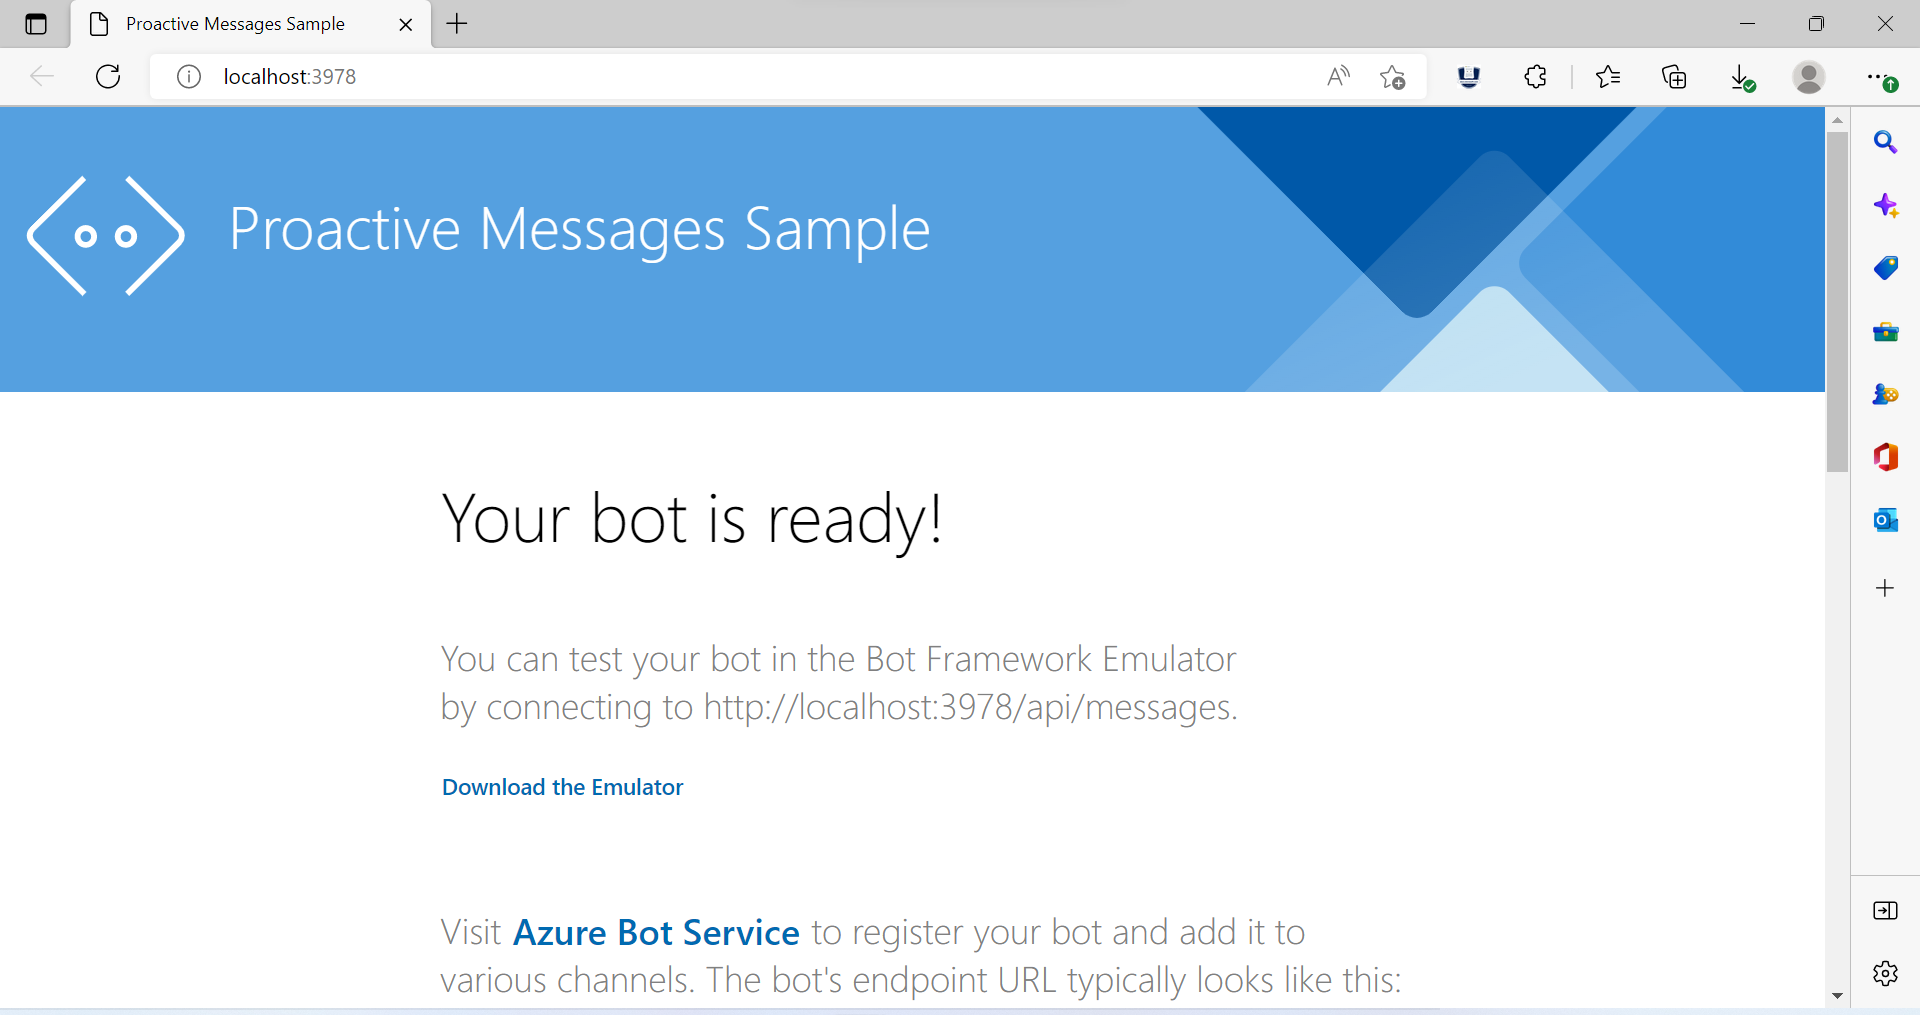 Proactive Messages Sample
localhost:3978
Proactive Messages Sample
Your bot is ready!
You can test your bot in the Bot Framework Emulator
by connecting to http://localhost:3978/api/messages.
Download the Emulator
Visit Azure Bot Service to register your bot and add it to
various channels. The bot's endpoint URL typically looks like this: